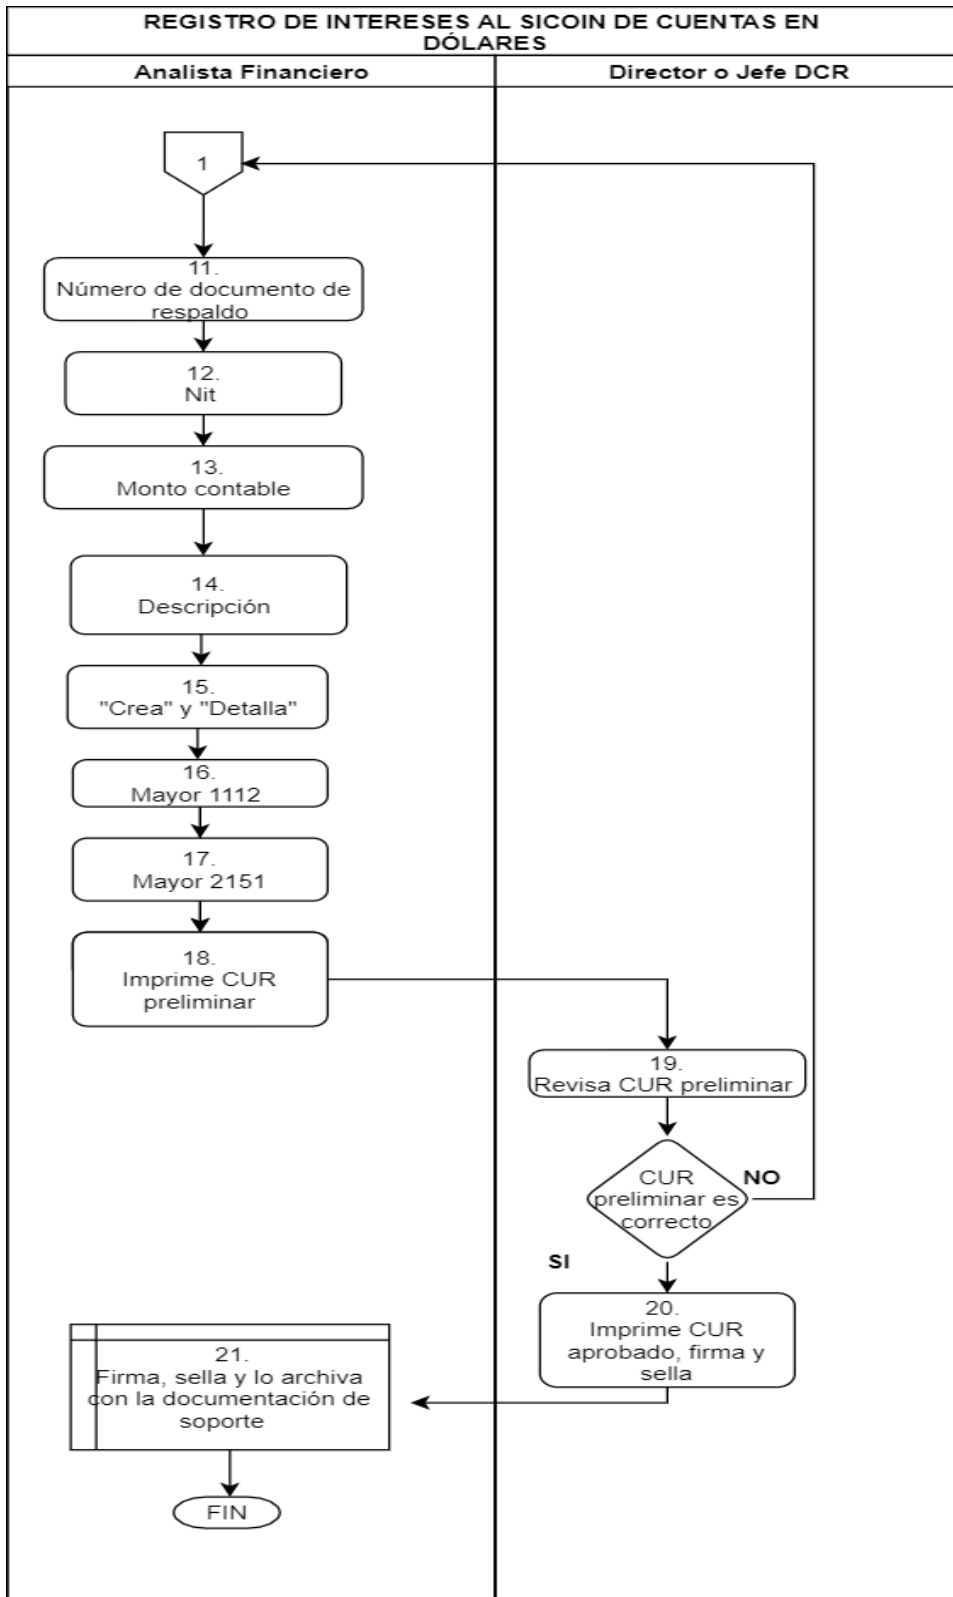 REGISTRO DE INTERESES AL SICOIN DE CUENTAS EN
DÓLARES
Analista Financiero
Director o Jefe DCR
1
11.
Número de documento de
respaldo
12.
Nit
13.
Monto contable
14.
Descripción
15.
"Crea" y "Detalla"
16.
Mayor 1112
17.
Mayor 2151
18.
Imprime CUR
preliminar
19.
Revisa CUR preliminar
CUR
preliminar es
correcto
NO
SI
20.
Imprime CUR
aprobado, firma y
sella
21.
Firma, sella y lo archiva
con la documentación de
soporte
FIN